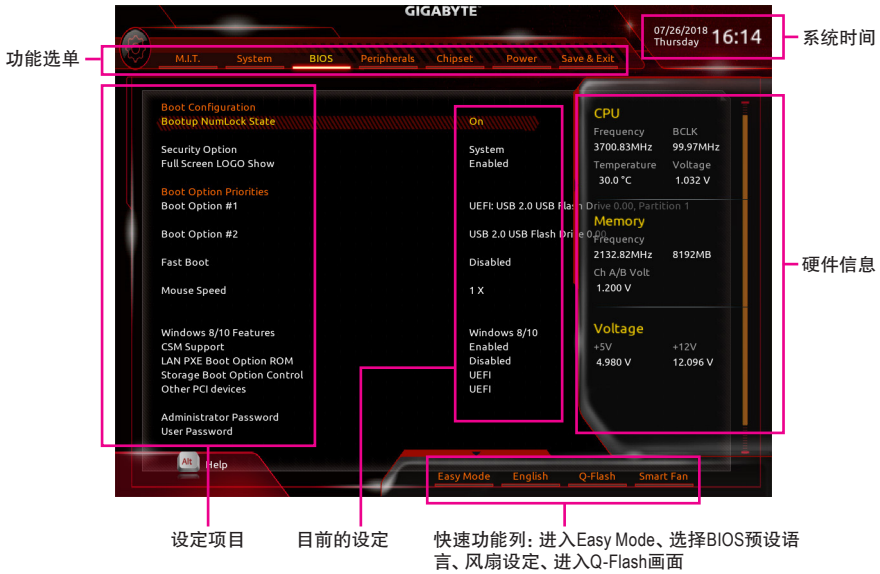 GIGABYTE
07/26/2018
Thursday
16:14
系统时间
功能选单
M.I.T. System BIOS Peripherals Chipset Power Save & Exit
Boot Configuration
Bootup NumLock State On
Security Option System
Full Screen LOGO Show Enabled
Boot Option Priorities
Boot Option #1 UEFI: USB 2.0 USB Flash Drive 0.00, Partition 1
Boot Option #2 USB 2.0 USB Flash Drive 0.00
Fast Boot Disabled
Mouse Speed 1 X
Windows 8/10 Features Windows 8/10
CSM Support Enabled
LAN PXE Boot Option ROM Disabled
Storage Boot Option Control UEFI
Other PCI devices UEFI
Administrator Password
User Password
CPU
Frequency BCLK
3700.83MHz 99.97MHz
Temperature Voltage
30.0 °C 1.032 V
Memory
Frequency
2132.82MHz 8192MB
Ch A/B Volt
1.200 V
Voltage
+5V +12V
4.980 V 12.096 V
硬件信息
Alt Help
Easy Mode English Q-Flash Smart Fan
设定项目
目前的设定
快速功能列: 进入Easy Mode、选择BIOS预设语
言、风扇设定、进入Q-Flash画面